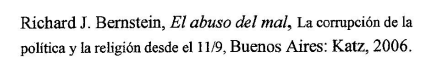 Richard J. Bernstein, El abuso del mal, La corrupción de la
política y la religión desde el 11/9, Buenos Aires: Katz, 2006.